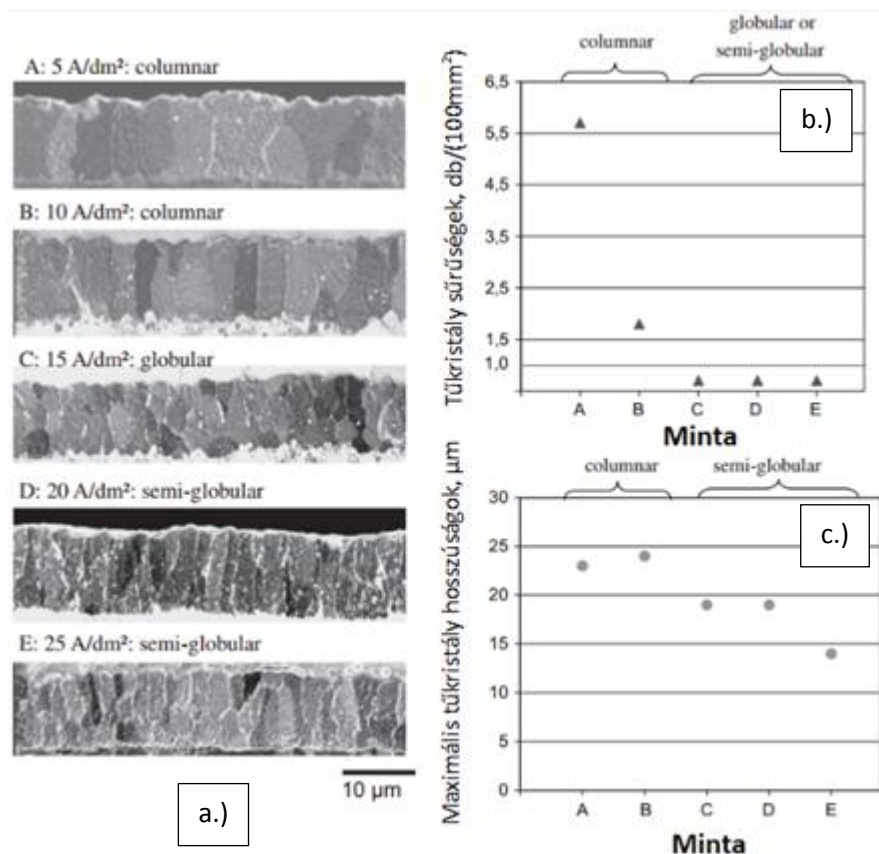 A: 5 A/dm²: columnar
B: 10 A/dm²: columnar
C: 15 A/dm²: globular
D: 20 A/dm²: semi-globular
E: 25 A/dm²: semi-globular
10 µm
a.)
columnar
globular or
semi-globular
b.)
Tűkristály sűrűségek, db/(100mm²)
6,5
5,5
4,5
3,5
2,5
1,5
1,0
A B C D E
Minta
columnar
semi-globular
c.)
Maximális tűkristály hosszúságok, µm
30
25
20
15
10
5
0
A B C D E
Minta